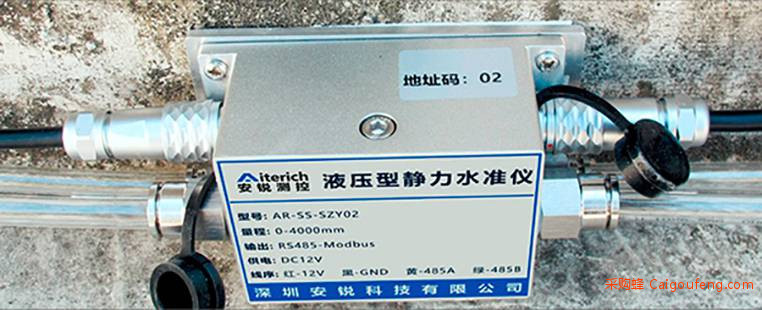 地址码：02
Aiterich
安锐测控
液压型静力水准仪
型号：AR-SS-SZY02
量程：0-4000mm
输出：RS485-Modbus
供电：DC12V
线序：红-12V 黑-GND 黄-485A 绿-485B
深圳安锐科技有限公司
采购蜂 Caigoufeng.com